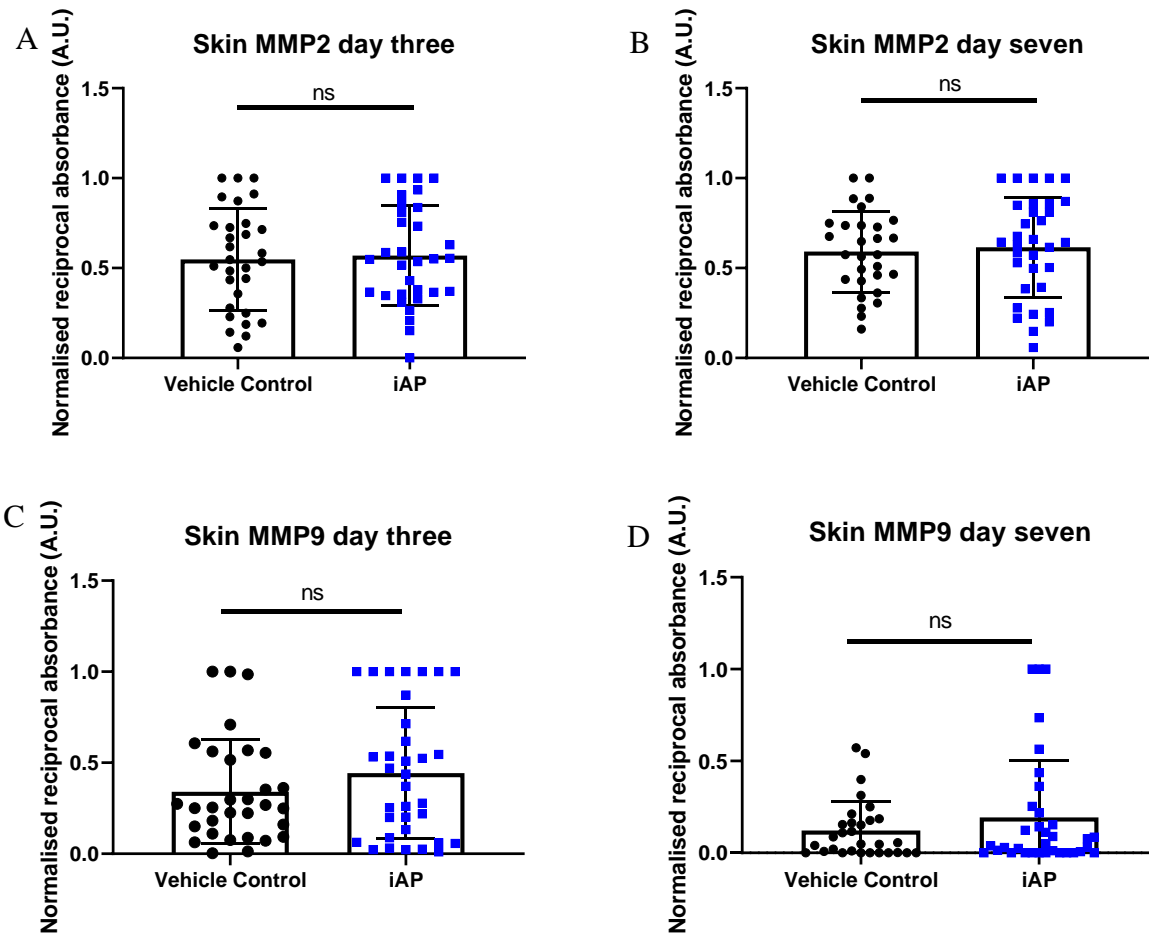 A
Skin MMP2 day three
Normalised reciprocal absorbance (A.U.)
1.5
1.0
0.5
0.0
ns
Vehicle Control
iAP
B
Skin MMP2 day seven
Normalised reciprocal absorbance (A.U.)
1.5
1.0
0.5
0.0
ns
Vehicle Control
iAP
C
Skin MMP9 day three
Normalised reciprocal absorbance (A.U.)
1.5
1.0
0.5
0.0
ns
Vehicle Control
iAP
D
Skin MMP9 day seven
Normalised reciprocal absorbance (A.U.)
1.5
1.0
0.5
0.0
ns
Vehicle Control
iAP